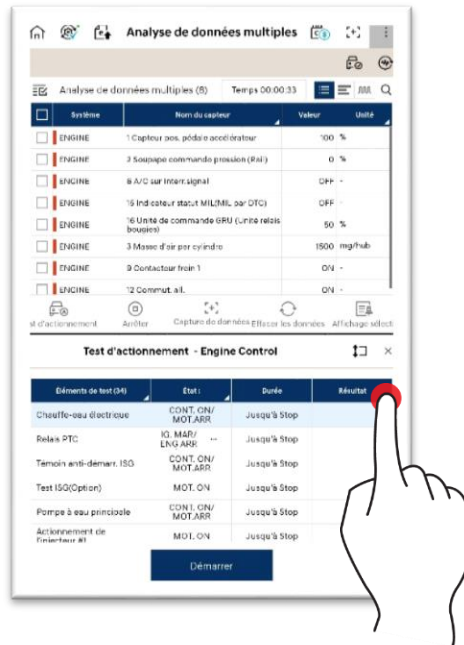 Analyse de données multiples
Analyse de données multiples (8) Temps 00:00:33
Système Nom du capteur Valeur Unité
ENGINE 1 Capteur pos. pédale accélérateur 100 %
ENGINE 2 Soupape commande pression (Rail) 0 %
ENGINE 8 A/C sur interr.signal OFF -
ENGINE 15 Indicateur statut MIL(MIL par DTC) OFF -
ENGINE 16 Unité de commande GRU (Unité relais
bougies) 50 %
ENGINE 3 Masse d'air par cylindre 1500 mg/hub
ENGINE 9 Contacteur frein 1 ON -
ENGINE 12 Commut. all. ON -
st d'actionnement Arrêter Capture de données Effacer les données Affichage sélecti
Test d'actionnement - Engine Control
Éléments de test (34) État : Durée Résultat
Chauffe-eau électrique CONT. ON/
MOT.ARR Jusqu'à Stop
Relais PTC IG. MAR/
ENG.ARR ... Jusqu'à Stop
Témoin anti-démarr. ISG CONT. ON/
MOT.ARR Jusqu'à Stop
Test ISG(Option) MOT. ON Jusqu'à Stop
Pompe à eau principale CONT. ON/
MOT.ARR Jusqu'à Stop
Actionnement de
l'injecteur #1 MOT. ON Jusqu'à Stop
Démarrer